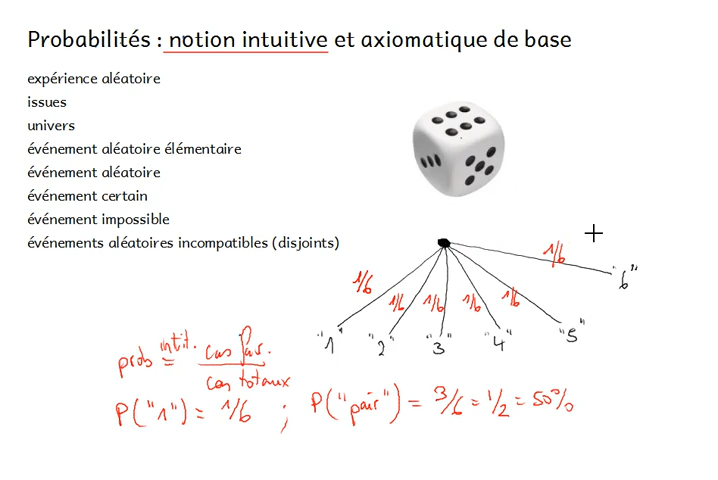 Probabilités : notion intuitive et axiomatique de base
expérience aléatoire
issues
univers
événement aléatoire élémentaire
événement aléatoire
événement certain
événement impossible
événements aléatoires incompatibles (disjoints)
1/6 1/6 1/6 1/6 1/6 1/6
"1" "2" "3" "4" "5" "6"
prob intit. = cas fav.
cas totaux
P("1") = 1/6 ; P("pair") = 3/6 = 1/2 = 50%